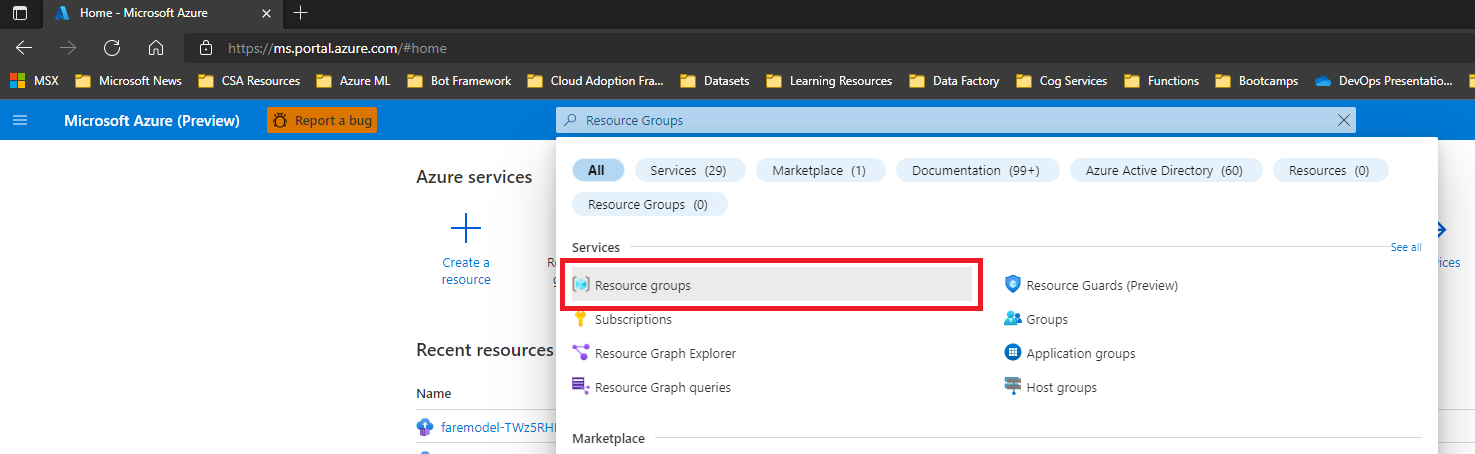 Home - Microsoft Azure
https://ms.portal.azure.com/#home
MSX Microsoft News CSA Resources Azure ML Bot Framework Cloud Adoption Fra... Datasets Learning Resources Data Factory Cog Services Functions Bootcamps DevOps Presentatio...
Microsoft Azure (Preview) Report a bug Resource Groups
All Services (29) Marketplace (1) Documentation (99+) Azure Active Directory (60) Resources (0)
Azure services
Resource Groups (0)
Services See all
Create a
resource
Resource groups Resource Guards (Preview)
Subscriptions Groups
Recent resources Resource Graph Explorer Application groups
Resource Graph queries Host groups
Name
faremodel-TWz5RH
Marketplace